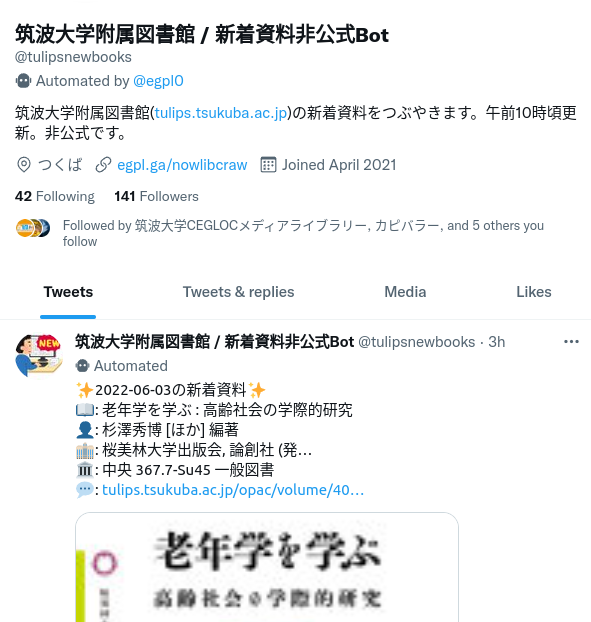 筑波大学附属図書館 / 新着資料非公式Bot
@tulipsnewbooks
Automated by @egpl0
筑波大学附属図書館(tulips.tsukuba.ac.jp)の新着資料をつぶやきます。午前10時頃更
新。非公式です。
つくば egpl.ga/nowlibcraw Joined April 2021
42 Following 141 Followers
Followed by 筑波大学CEGLOCメディアライブラリー, カピバラー, and 5 others you
follow
Tweets Tweets & replies Media Likes
NEW
筑波大学附属図書館 / 新着資料非公式Bot @tulipsnewbooks · 3h
Automated
✨2022-06-03の新着資料✨
📖: 老年学を学ぶ : 高齢社会の学際的研究
👤: 杉澤秀博 [ほか] 編著
🏫: 桜美林大学出版会, 論創社 (発…
🏛: 中央 367.7-Su45 一般図書
💬: tulips.tsukuba.ac.jp/opac/volume/40…
老年学を学ぶ
高齢社会の学際的研究